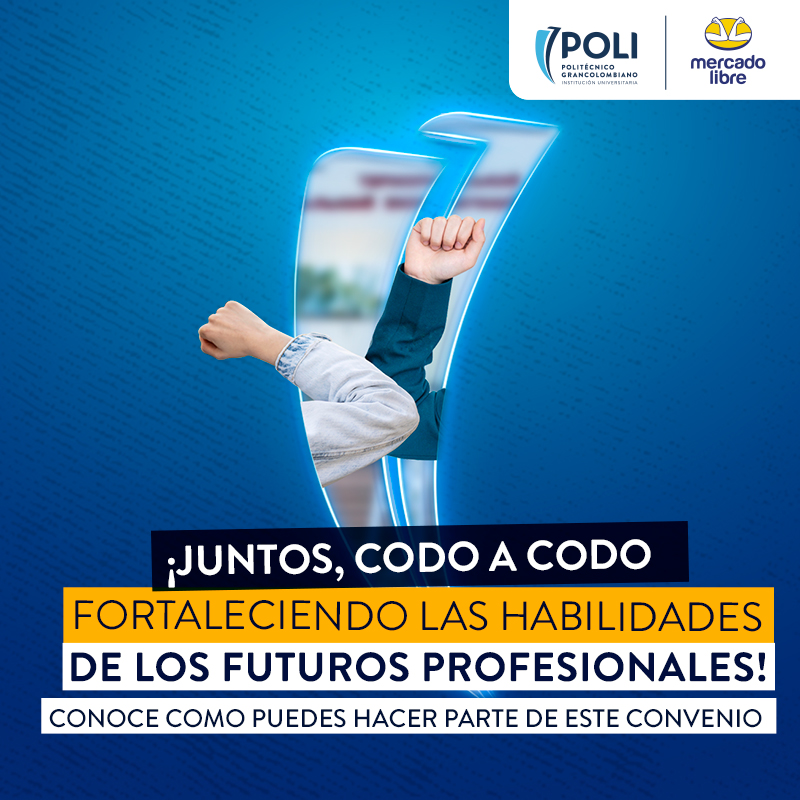 POLI
POLITÉCNICO
GRANCOLOMBIANO
INSTITUCIÓN UNIVERSITARIA
mercado
libre
¡JUNTOS, CODO A CODO
FORTALECIENDO LAS HABILIDADES
DE LOS FUTUROS PROFESIONALES!
CONOCE COMO PUEDES HACER PARTE DE ESTE CONVENIO